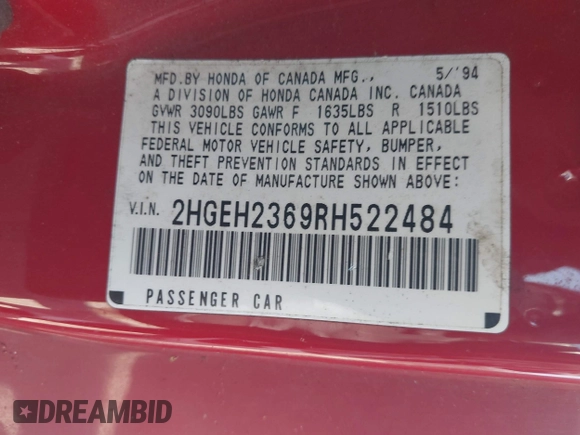 MFD. BY HONDA OF CANADA MFG., 5/'94
A DIVISION OF HONDA CANADA INC. CANADA
GVWR 3090LBS GAWR F 1635LBS R 1510LBS
THIS VEHICLE CONFORMS TO ALL APPLICABLE
FEDERAL MOTOR VEHICLE SAFETY, BUMPER,
AND THEFT PREVENTION STANDARDS IN EFFECT
ON THE DATE OF MANUFACTURE SHOWN ABOVE:
V.I.N. 2HGEH2369RH522484
PASSENGER CAR
DREAMBID